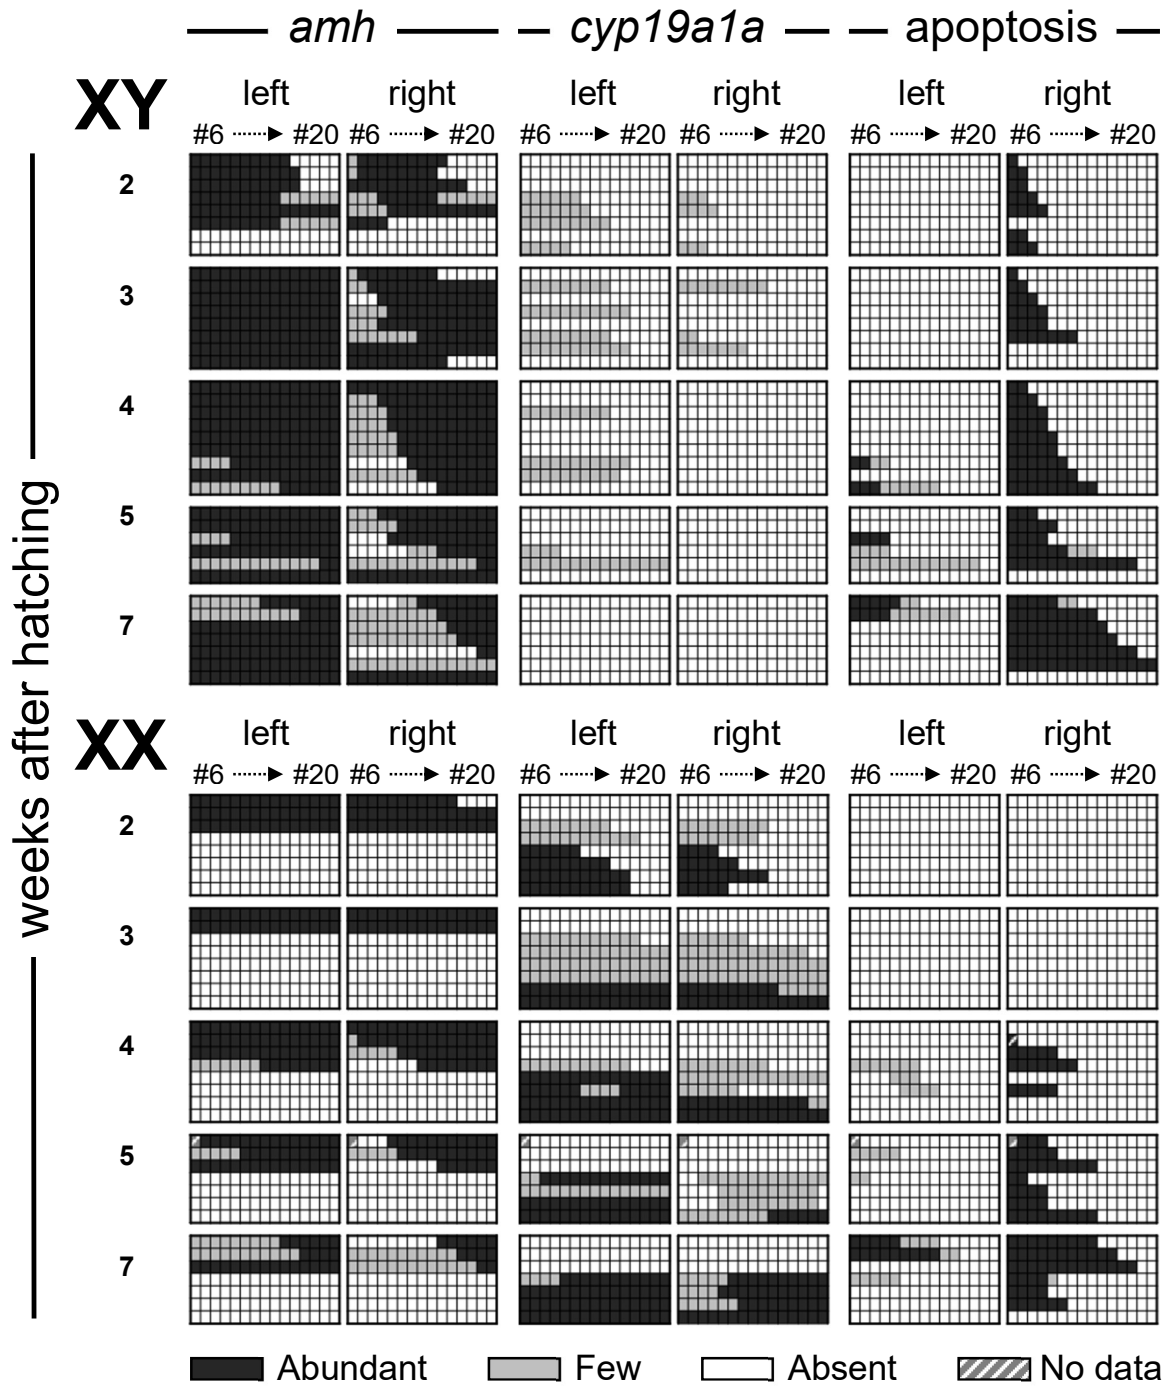 amh cyp19a1a apoptosis
XY left right left right left right
#6 #20 #6 #20 #6 #20 #6 #20 #6 #20 #6 #20
2
3
4
5
7
weeks after hatching
XX left right left right left right
#6 #20 #6 #20 #6 #20 #6 #20 #6 #20 #6 #20
2
3
4
5
7
Abundant Few Absent No data